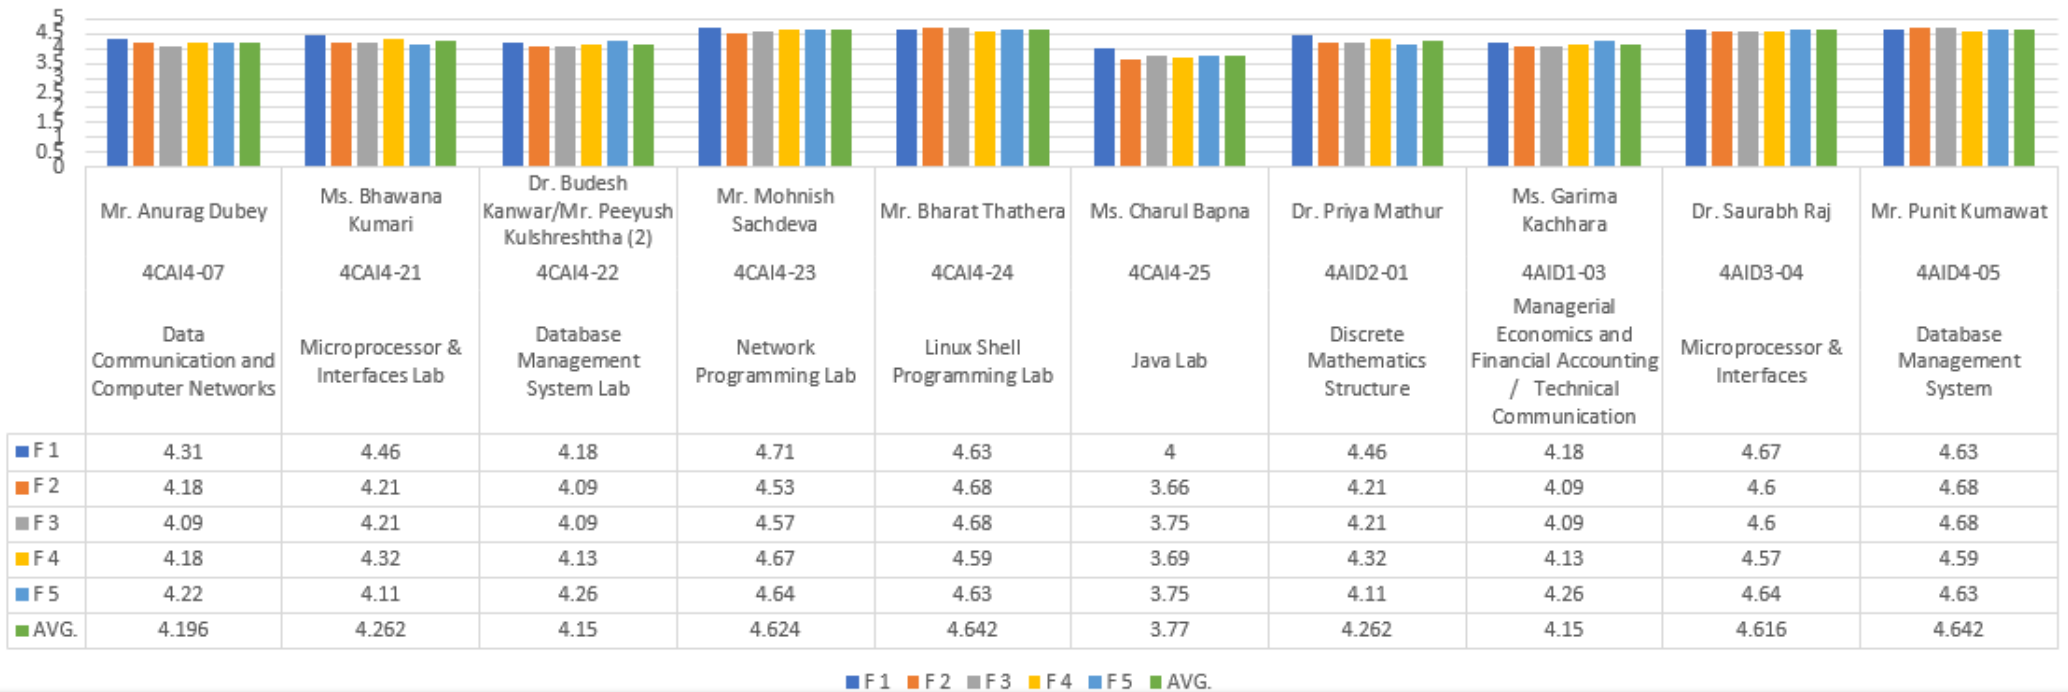 5
4.5
4
3.5
3
2.5
2
1.5
1
0.5
0
Mr. Anurag Dubey
Ms. Bhawana
Kumari
Dr. Budesh
Kanwar/Mr. Peeyush
Kulshreshtha (2)
Mr. Mohnish
Sachdeva
Mr. Bharat Thathera
Ms. Charul Bapna
Dr. Priya Mathur
Ms. Garima
Kachhara
Dr. Saurabh Raj
Mr. Punit Kumawat
4CAI4-07 4CAI4-21 4CAI4-22 4CAI4-23 4CAI4-24 4CAI4-25 4AID2-01 4AID1-03 4AID3-04 4AID4-05
Data
Communication and
Computer Networks
Microprocessor &
Interfaces Lab
Database
Management
System Lab
Network
Programming Lab
Linux Shell
Programming Lab
Java Lab
Discrete
Mathematics
Structure
Managerial
Economics and
Financial Accounting
/ Technical
Communication
Microprocessor &
Interfaces
Database
Management
System
F 1 4.31 4.46 4.18 4.71 4.63 4 4.46 4.18 4.67 4.63
F 2 4.18 4.21 4.09 4.53 4.68 3.66 4.21 4.09 4.6 4.68
F 3 4.09 4.21 4.09 4.57 4.68 3.75 4.21 4.09 4.6 4.68
F 4 4.18 4.32 4.13 4.67 4.59 3.69 4.32 4.13 4.57 4.59
F 5 4.22 4.11 4.26 4.64 4.63 3.75 4.11 4.26 4.64 4.63
AVG. 4.196 4.262 4.15 4.624 4.642 3.77 4.262 4.15 4.616 4.642
F 1 F 2 F 3 F 4 F 5 AVG.